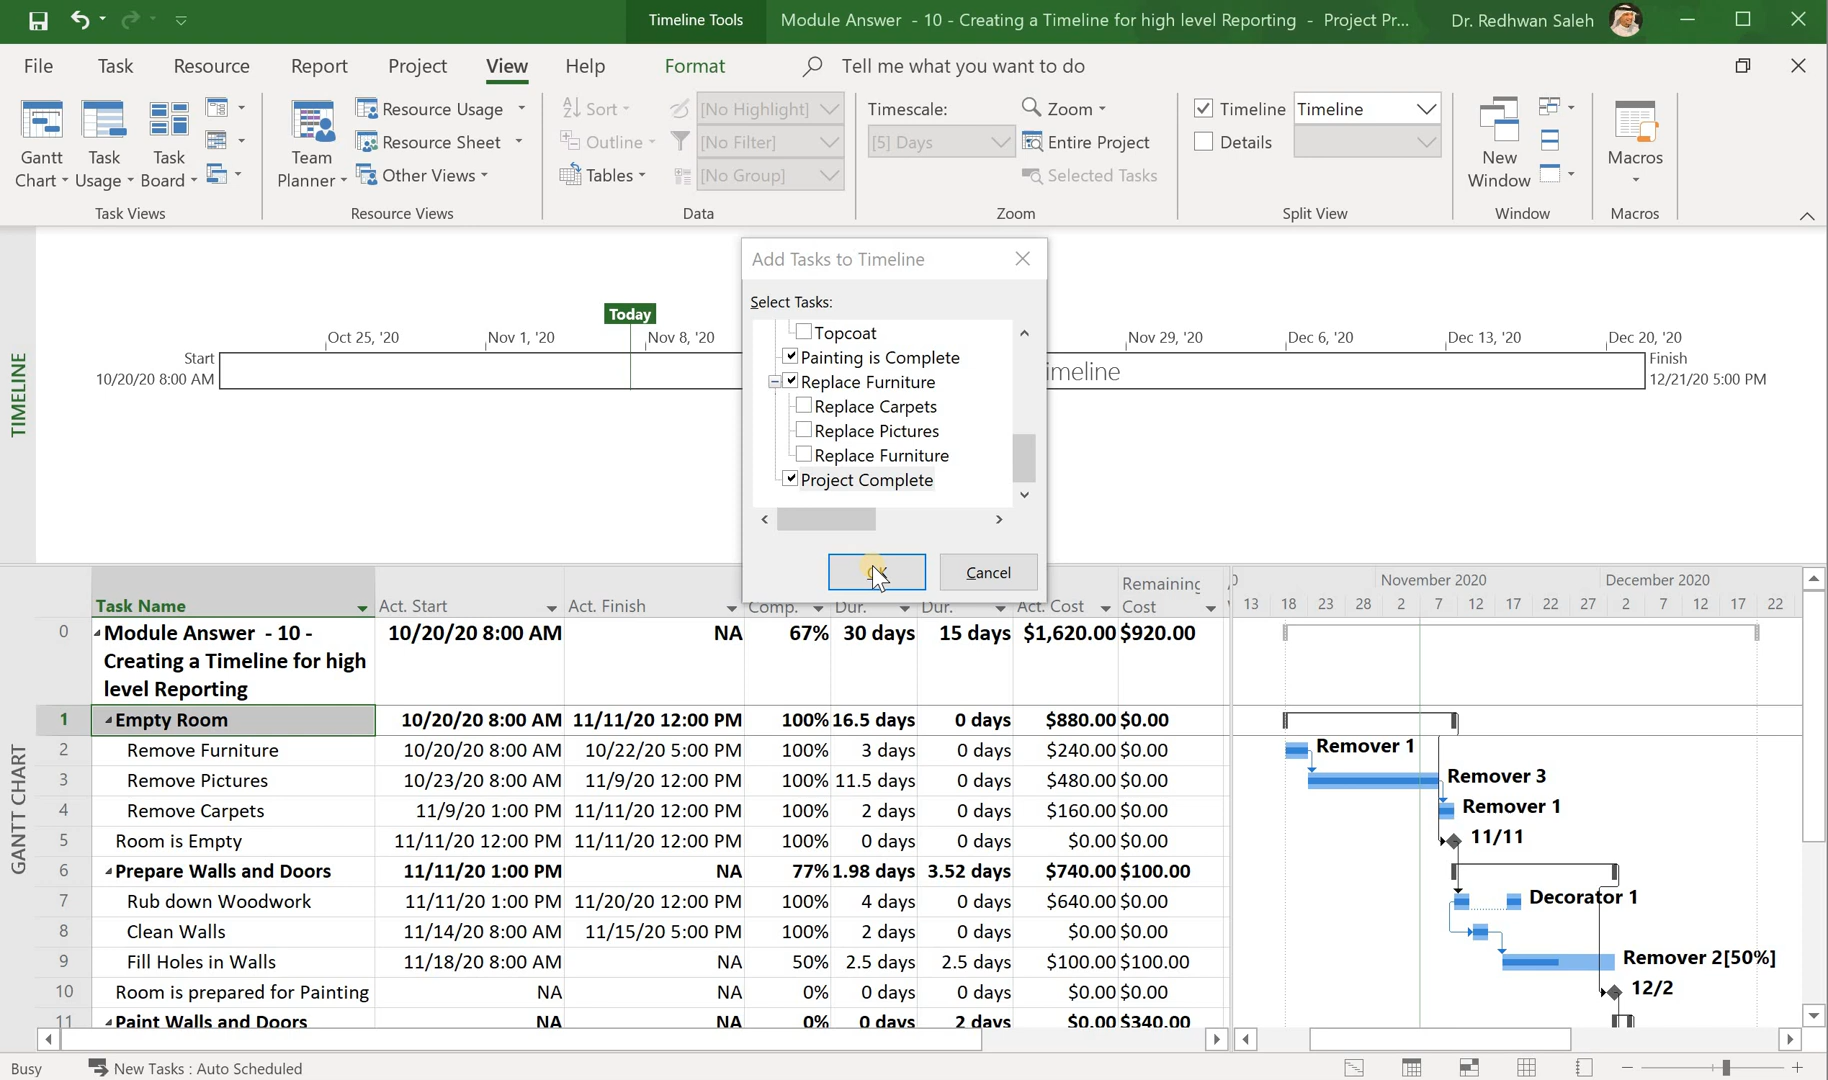 Timeline Tools
Module Answer - 10 - Creating a Timeline for high level Reporting - Project Pr...
Dr. Redhwan Saleh
File Task Resource Report Project View Help Format Tell me what you want to do
Gantt Chart
Task Usage
Task Board
Task Views
Team Planner
Resource Usage
Resource Sheet
Other Views
Resource Views
Sort
Outline
Tables
[No Highlight]
[No Filter]
[No Group]
Data
Timescale:
[5] Days
Zoom
Entire Project
Selected Tasks
Zoom
Timeline Timeline
Details
Split View
New Window
Window
Macros
Macros
TIMELINE
Today
Oct 25, '20 Nov 1, '20 Nov 8, '20 Nov 29, '20 Dec 6, '20 Dec 13, '20 Dec 20, '20
Start
10/20/20 8:00 AM
imeline
Finish
12/21/20 5:00 PM
Add Tasks to Timeline
Select Tasks:
Topcoat
Painting is Complete
Replace Furniture
Replace Carpets
Replace Pictures
Replace Furniture
Project Complete
Cancel
GANTT CHART
Task Name Act. Start Act. Finish Comp. Dur. Dur. Act. Cost Remaining Cost
0 Module Answer - 10 - Creating a Timeline for high level Reporting 10/20/20 8:00 AM NA 67% 30 days 15 days $1,620.00 $920.00
1 Empty Room 10/20/20 8:00 AM 11/11/20 12:00 PM 100% 16.5 days 0 days $880.00 $0.00
2 Remove Furniture 10/20/20 8:00 AM 10/22/20 5:00 PM 100% 3 days 0 days $240.00 $0.00
3 Remove Pictures 10/23/20 8:00 AM 11/9/20 12:00 PM 100% 11.5 days 0 days $480.00 $0.00
4 Remove Carpets 11/9/20 1:00 PM 11/11/20 12:00 PM 100% 2 days 0 days $160.00 $0.00
5 Room is Empty 11/11/20 12:00 PM 11/11/20 12:00 PM 100% 0 days 0 days $0.00 $0.00
6 Prepare Walls and Doors 11/11/20 1:00 PM NA 77% 1.98 days 3.52 days $740.00 $100.00
7 Rub down Woodwork 11/11/20 1:00 PM 11/20/20 12:00 PM 100% 4 days 0 days $640.00 $0.00
8 Clean Walls 11/14/20 8:00 AM 11/15/20 5:00 PM 100% 2 days 0 days $0.00 $0.00
9 Fill Holes in Walls 11/18/20 8:00 AM NA 50% 2.5 days 2.5 days $100.00 $100.00
10 Room is prepared for Painting NA NA 0% 0 days 0 days $0.00 $0.00
11 Paint Walls and Doors NA NA 0% 0 days 2 days $0.00 $340.00
November 2020 December 2020
13 18 23 28 2 7 12 17 22 27 2 7 12 17 22
Remover 1
Remover 3
Remover 1
11/11
Decorator 1
Remover 2[50%]
12/2
Busy New Tasks : Auto Scheduled